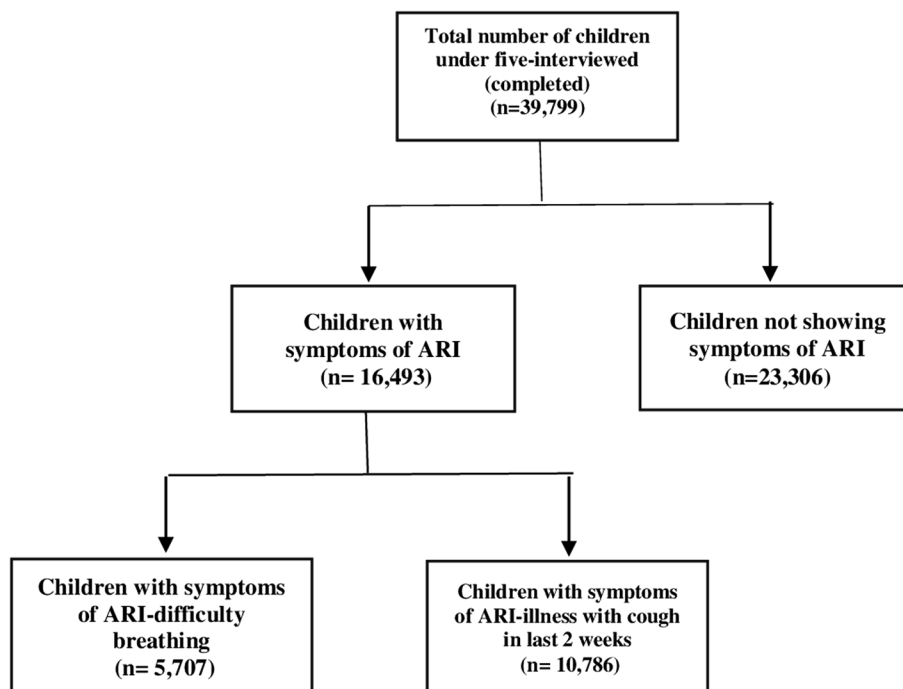 Total number of children
under five-interviewed
(completed)
(n=39,799)
Children with
symptoms of ARI
(n= 16,493)
Children not showing
symptoms of ARI
(n=23,306)
Children with symptoms
of ARI-difficulty
breathing
(n= 5,707)
Children with symptoms
of ARI-illness with cough
in last 2 weeks
(n= 10,786)